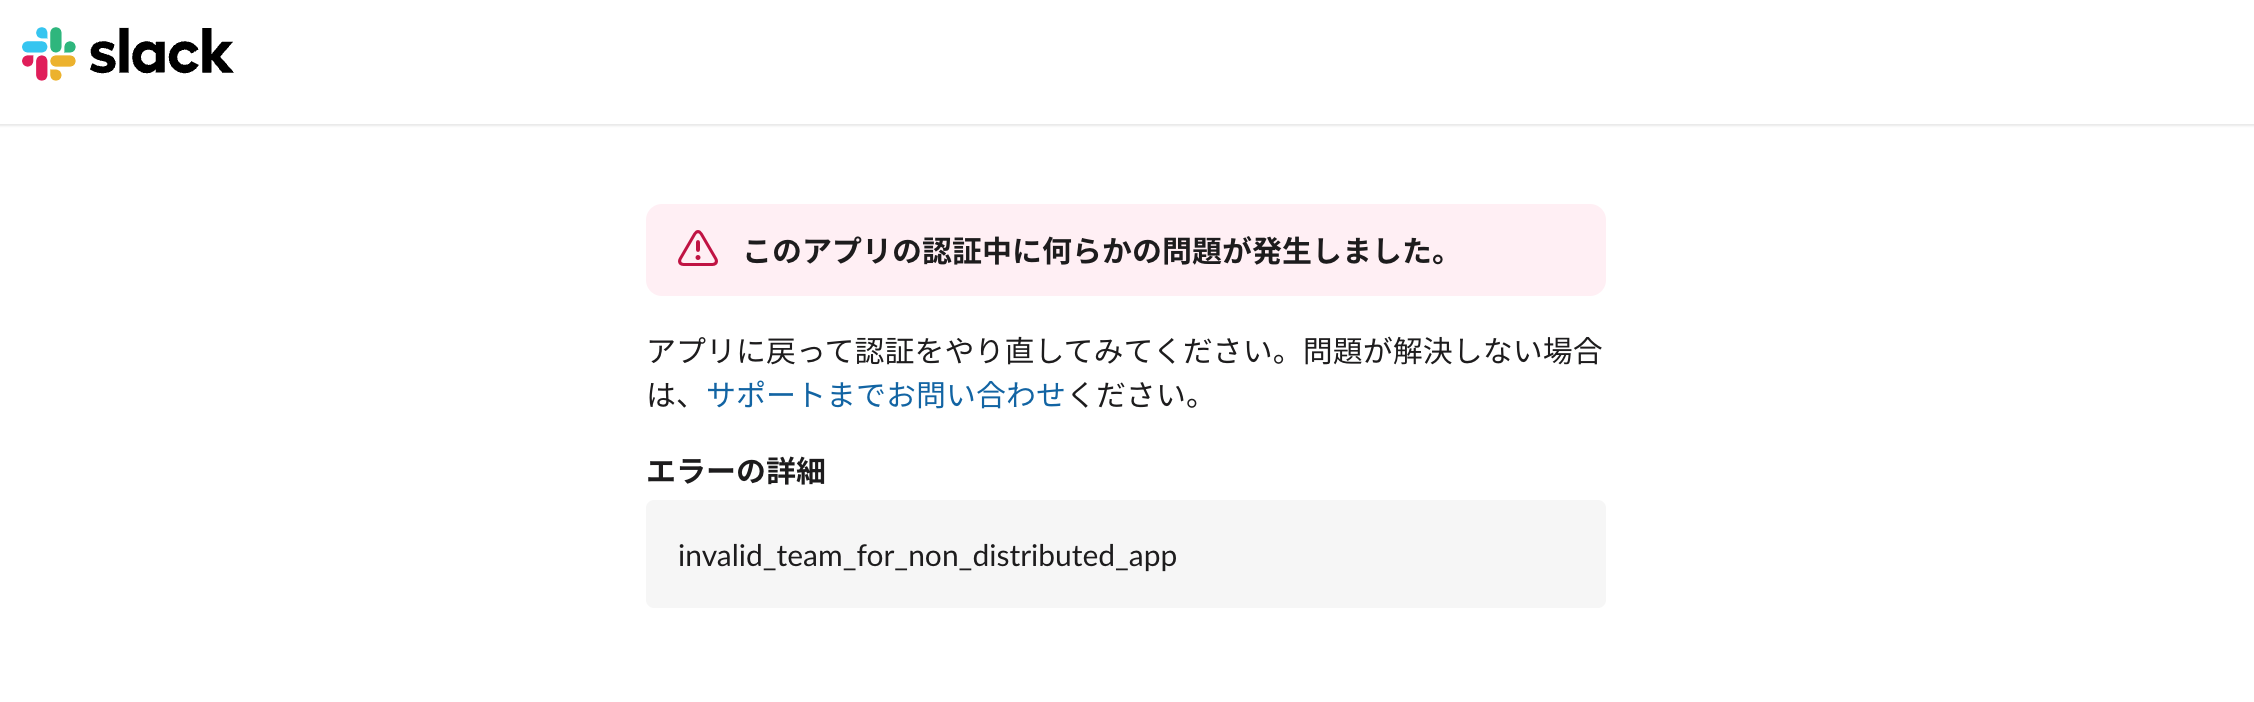 slack
このアプリの認証中に何らかの問題が発生しました。
アプリに戻って認証をやり直してみてください。問題が解決しない場合
は、サポートまでお問い合わせください。
エラーの詳細
invalid_team_for_non_distributed_app